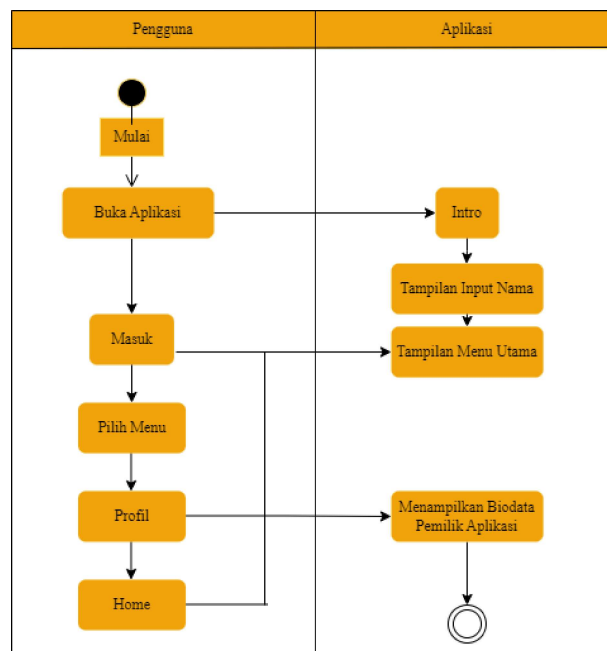 Pengguna
Aplikasi
Mulai
Buka Aplikasi
Intro
Tampilan Input Nama
Masuk
Tampilan Menu Utama
Pilih Menu
Profil
Menampilkan Biodata
Pemilik Aplikasi
Home